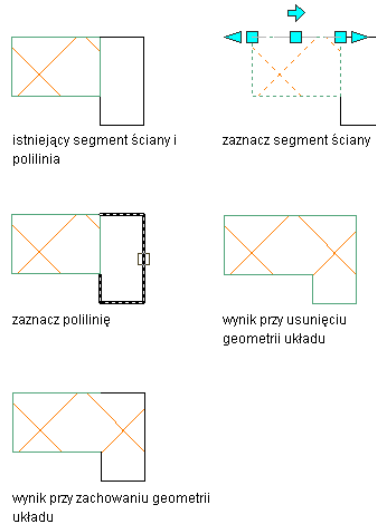 istniejący segment ściany i
polilinia
zaznacz segment ściany
zaznacz polilinię
wynik przy usunięciu
geometrii układu
wynik przy zachowaniu geometrii
układu